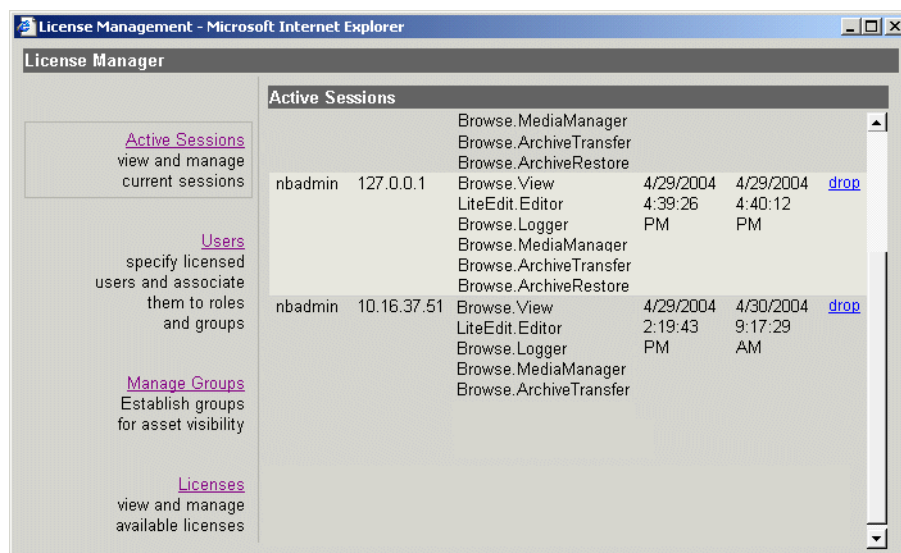 License Management - Microsoft Internet Explorer
License Manager
Active Sessions
view and manage
current sessions
Users
specify licensed
users and associate
them to roles
and groups
Manage Groups
Establish groups
for asset visibility
Licenses
view and manage
available licenses
Active Sessions
Browse.MediaManager
Browse.ArchiveTransfer
Browse.ArchiveRestore
nbadmin 127.0.0.1 Browse.View 4/29/2004 4/29/2004 drop
LiteEdit.Editor 4:39:26 4:40:12
Browse.Logger PM PM
Browse.MediaManager
Browse.ArchiveTransfer
Browse.ArchiveRestore
nbadmin 10.16.37.51 Browse.View 4/29/2004 4/30/2004 drop
LiteEdit.Editor 2:19:43 9:17:29
Browse.Logger PM AM
Browse.MediaManager
Browse.ArchiveTransfer